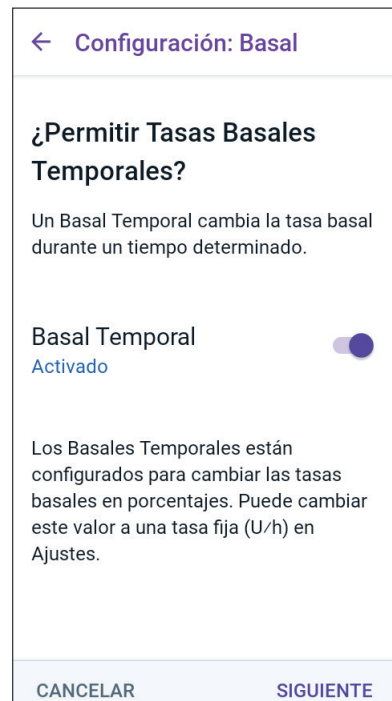 ← Configuración: Basal
¿Permitir Tasas Basales
Temporales?
Un Basal Temporal cambia la tasa basal
durante un tiempo determinado.
Basal Temporal
Activado
Los Basales Temporales están
configurados para cambiar las tasas
basales en porcentajes. Puede cambiar
este valor a una tasa fija (U/h) en
Ajustes.
CANCELAR SIGUIENTE